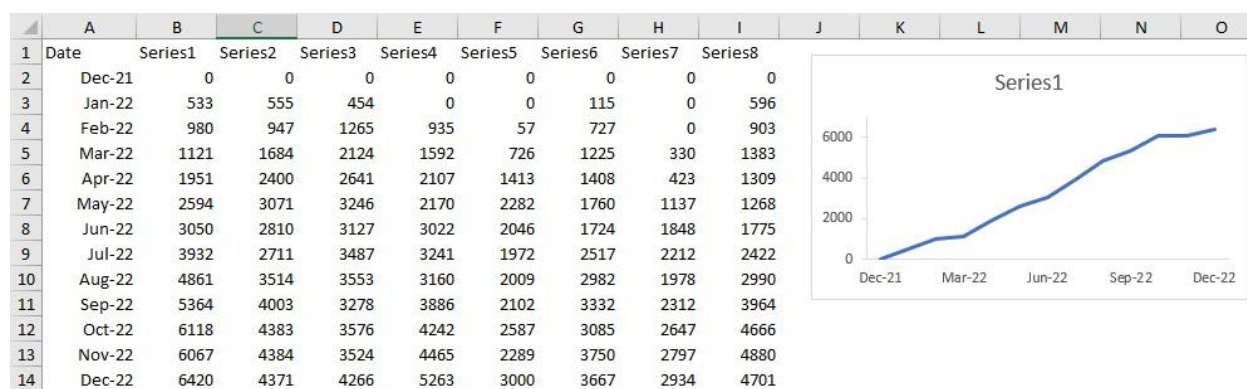 A B C D E F G H I J K L M N O
1 Date Series1 Series2 Series3 Series4 Series5 Series6 Series7 Series8
2 Dec-21 0 0 0 0 0 0 0 0
3 Jan-22 533 555 454 0 0 115 0 596
4 Feb-22 980 947 1265 935 57 727 0 903
5 Mar-22 1121 1684 2124 1592 726 1225 330 1383
6 Apr-22 1951 2400 2641 2107 1413 1408 423 1309
7 May-22 2594 3071 3246 2170 2282 1760 1137 1268
8 Jun-22 3050 2810 3127 3022 2046 1724 1848 1775
9 Jul-22 3932 2711 3487 3241 1972 2517 2212 2422
10 Aug-22 4861 3514 3553 3160 2009 2982 1978 2990
11 Sep-22 5364 4003 3278 3886 2102 3332 2312 3964
12 Oct-22 6118 4383 3576 4242 2587 3085 2647 4666
13 Nov-22 6067 4384 3524 4465 2289 3750 2797 4880
14 Dec-22 6420 4371 4266 5263 3000 3667 2934 4701
Series1
6000
4000
2000
0
Dec-21 Mar-22 Jun-22 Sep-22 Dec-22